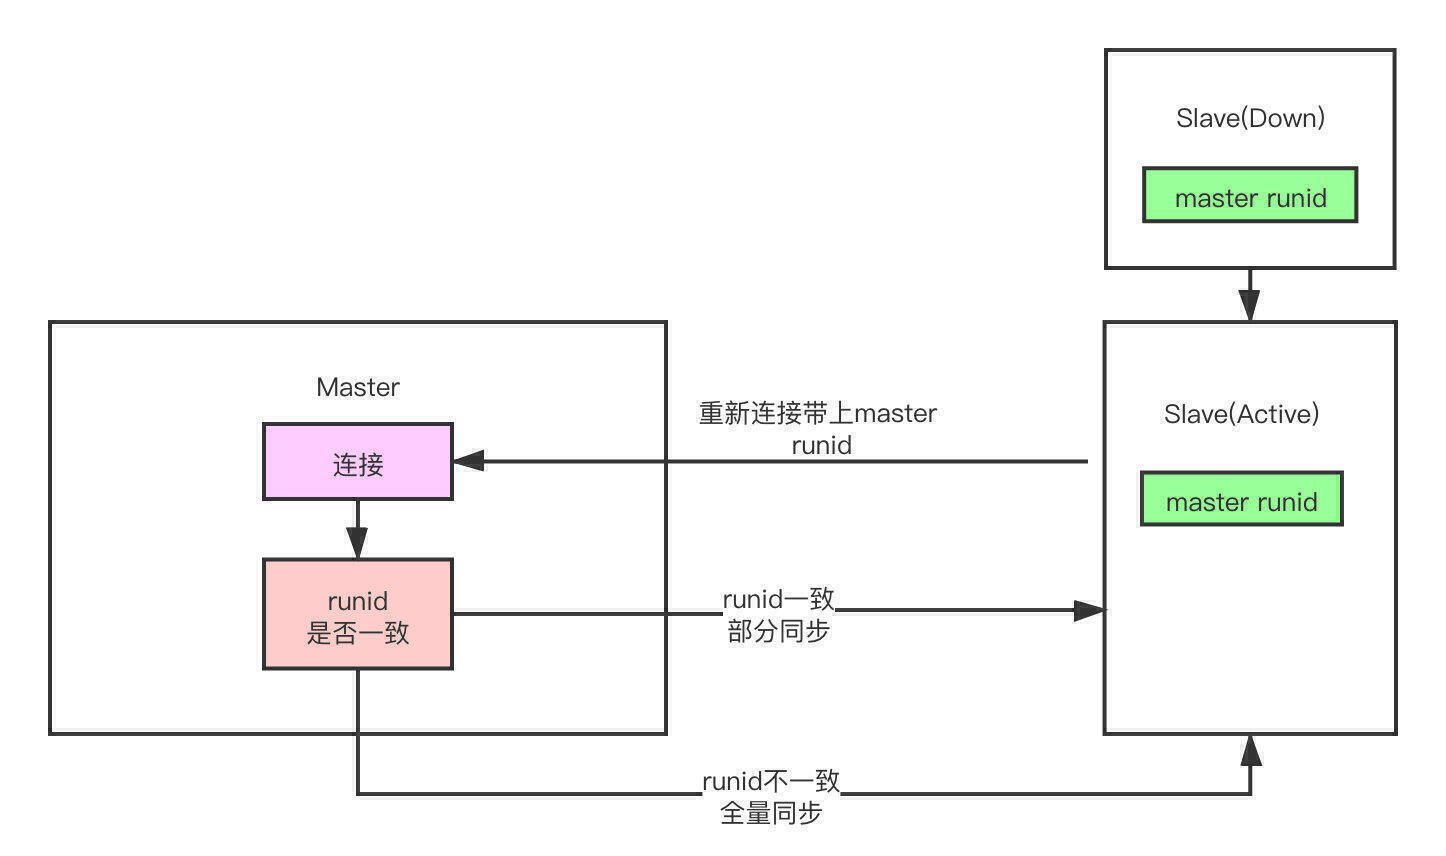 Slave(Down)
master runid
Master
连接
runid
是否一致
重新连接带上master
runid
Slave(Active)
master runid
runid一致
部分同步
runid不一致
全量同步